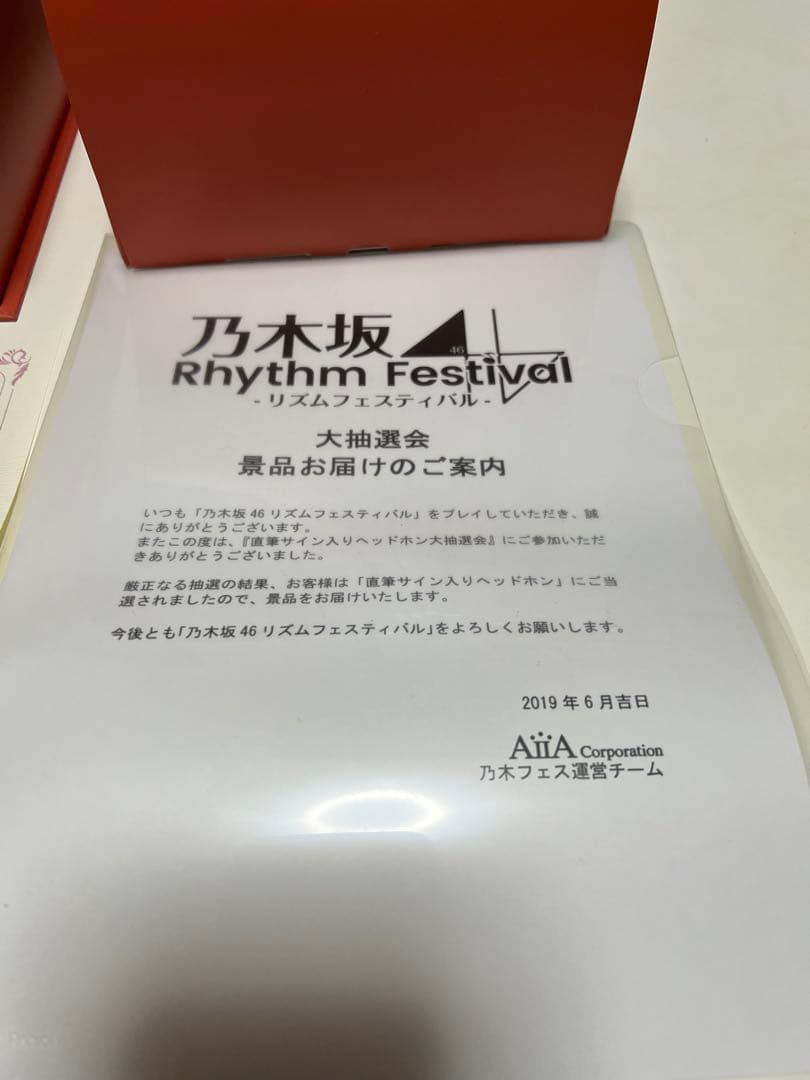 乃木坂46
Rhythm Festival
- リズムフェスティバル -
大抽選会
景品お届けのご案内
いつも「乃木坂 46 リズムフェスティバル」をプレイしていただき、誠
にありがとうございます。
またこの度は、『直筆サイン入りヘッドホン大抽選会』にご参加いただ
きありがとうございました。
厳正なる抽選の結果、お客様は「直筆サイン入りヘッドホン」にご当
選されましたので、景品をお届けいたします。
今後とも「乃木坂 46 リズムフェスティバル」をよろしくお願いします。
2019 年 6 月吉日
AiiA Corporation
乃木フェス運営チーム